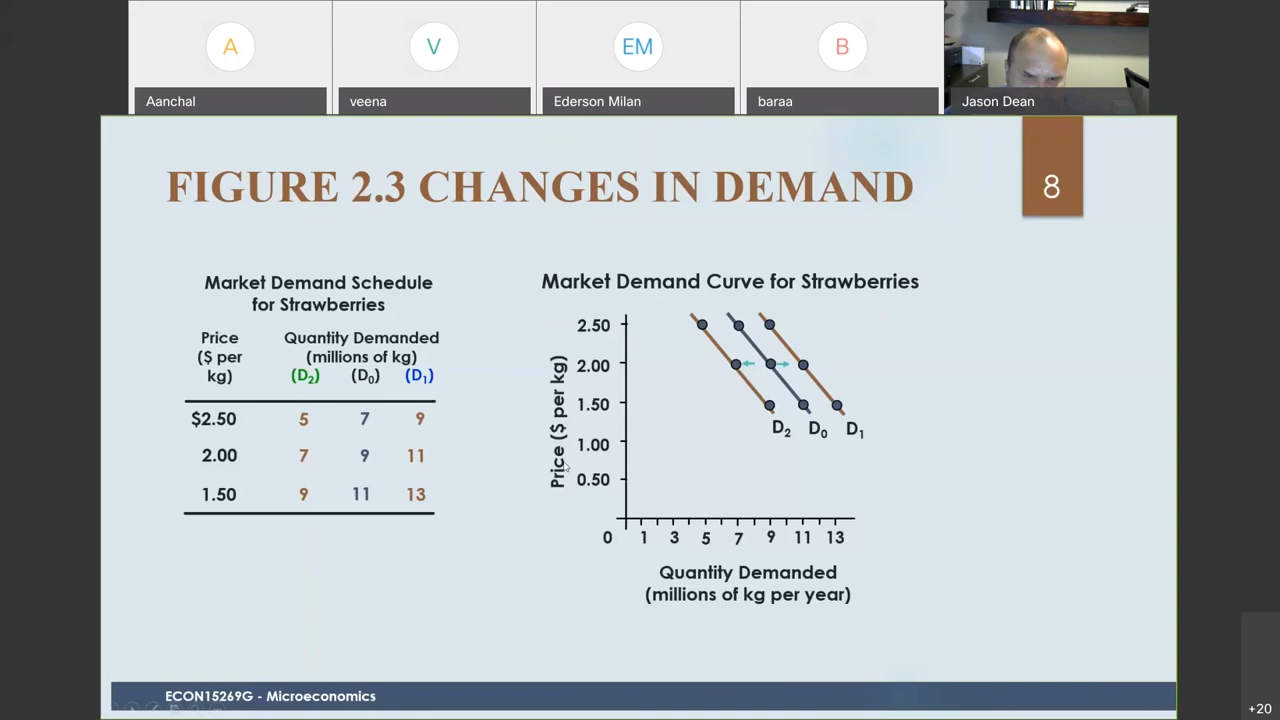 A
V
EM
B
Aanchal
veena
Ederson Milan
baraa
Jason Dean
FIGURE 2.3 CHANGES IN DEMAND
8
Market Demand Schedule
for Strawberries
Price
($ per
kg)
Quantity Demanded
(millions of kg)
(D₂) (D₀) (D₁)
$2.50 5 7 9
2.00 7 9 11
1.50 9 11 13
Market Demand Curve for Strawberries
Price ($ per kg)
2.50
2.00
1.50
1.00
0.50
D₂ D₀ D₁
0 1 3 5 7 9 11 13
Quantity Demanded
(millions of kg per year)
ECON15269G - Microeconomics
+20